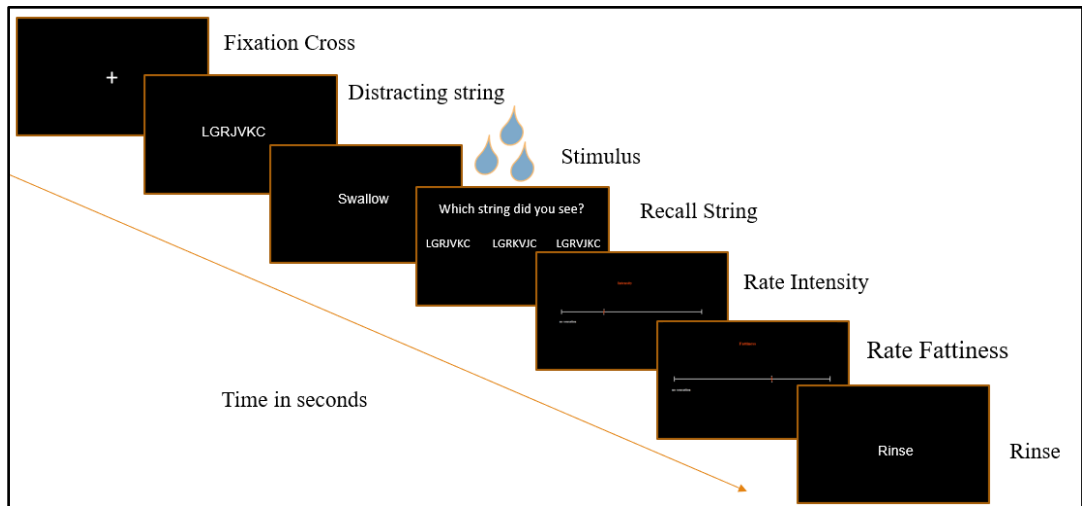 +
Fixation Cross
LGRJVKC
Distracting string
Swallow
Stimulus
Which string did you see?
LGRJVKC LGRKVJC LGRVJKC
Recall String
Rate Intensity
Rate Fattiness
Rinse
Rinse
Time in seconds